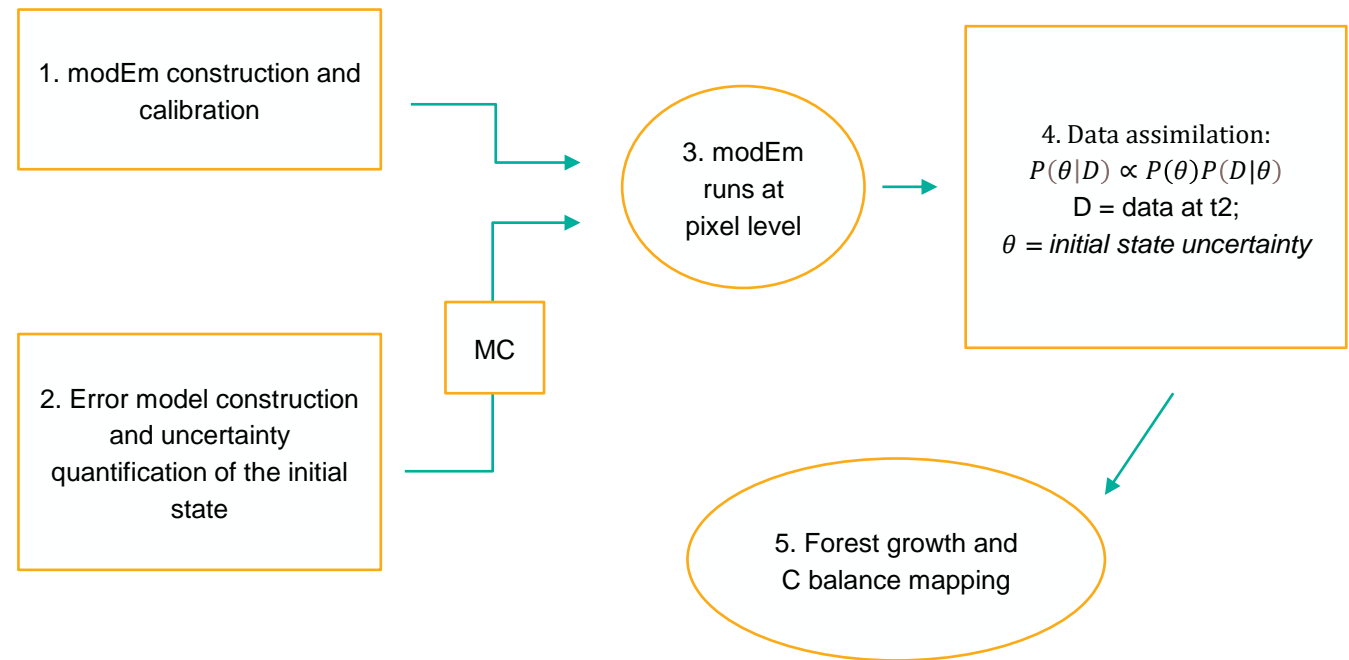 1. modEm construction and
calibration
2. Error model construction
and uncertainty
quantification of the initial
state
MC
3. modEm
runs at
pixel level
4. Data assimilation:
𝑃(𝜃|𝐷) ∝ 𝑃(𝜃)𝑃(𝐷|𝜃)
D = data at t2;
𝜃 = initial state uncertainty
5. Forest growth and
C balance mapping